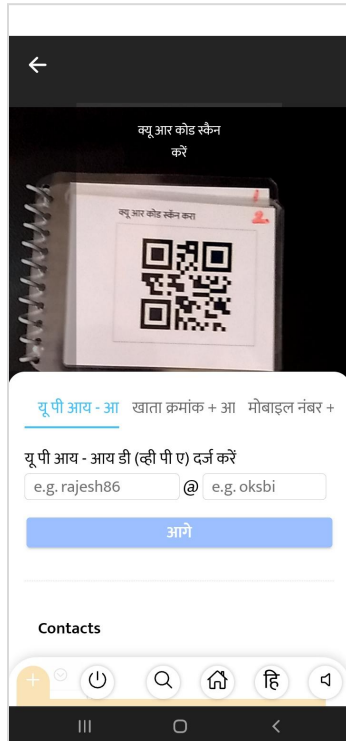 क्यू आर कोड स्कैन
करें
क्यू आर कोड स्कॅन करा
यू पी आय - आ खाता क्रमांक + आ मोबाइल नंबर +
यू पी आय - आय डी (व्ही पी ए) दर्ज करें
e.g. rajesh86 @ e.g. oksbi
आगे
Contacts
हि